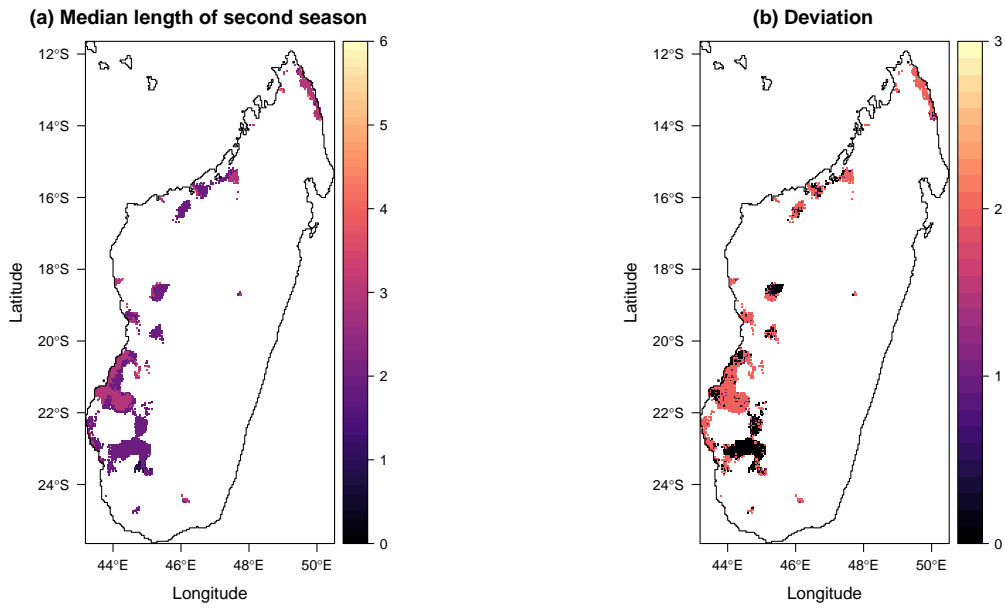 (a) Median length of second season
12°S
14°S
16°S
18°S
20°S
22°S
24°S
Latitude
44°E 46°E 48°E 50°E
Longitude
6
5
4
3
2
1
0
(b) Deviation
12°S
14°S
16°S
18°S
20°S
22°S
24°S
Latitude
44°E 46°E 48°E 50°E
Longitude
3
2
1
0